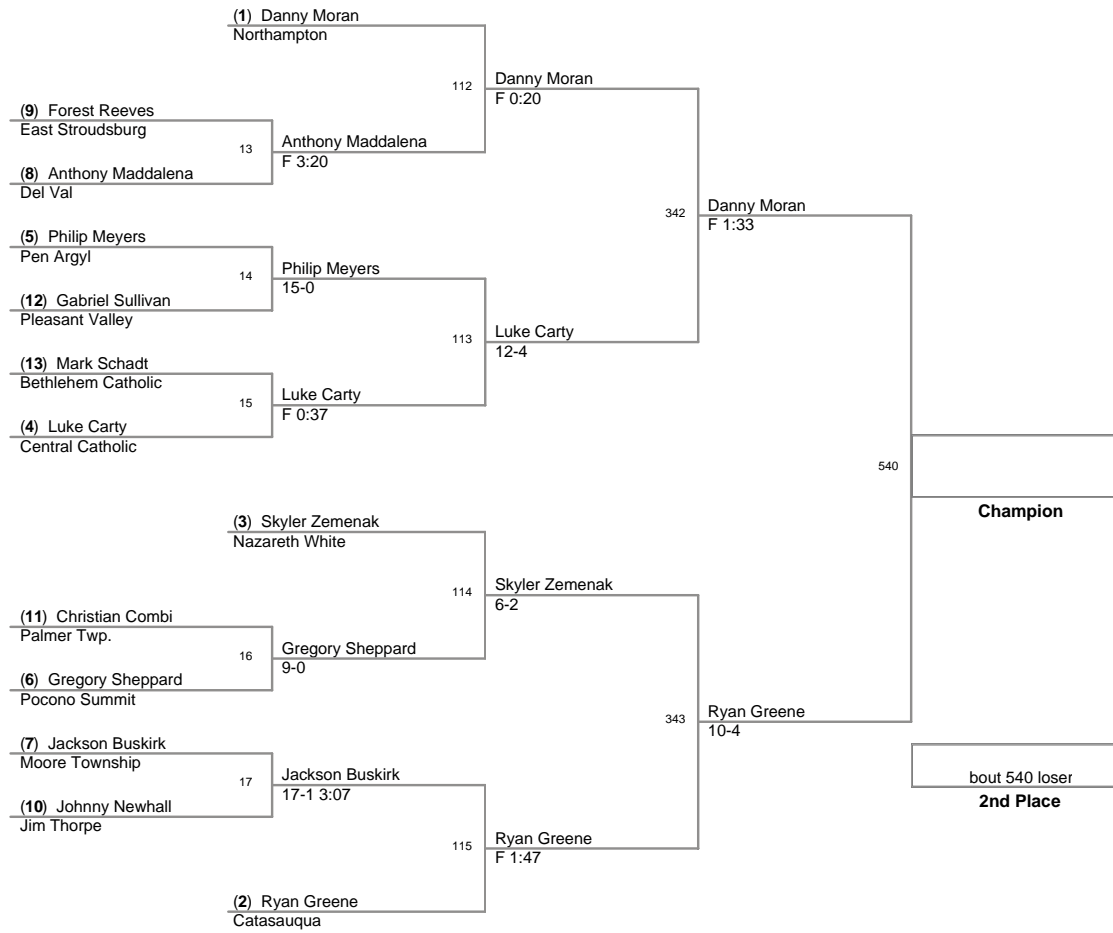 (1) Danny Moran
Northampton
112
Danny Moran
F 0:20
(9) Forest Reeves
East Stroudsburg
13
Anthony Maddalena
F 3:20
(8) Anthony Maddalena
Del Val
342
Danny Moran
F 1:33
(5) Philip Meyers
Pen Argyl
14
Philip Meyers
15-0
(12) Gabriel Sullivan
Pleasant Valley
113
Luke Carty
12-4
(13) Mark Schadt
Bethlehem Catholic
15
Luke Carty
F 0:37
(4) Luke Carty
Central Catholic
540
Champion
(3) Skyler Zemenak
Nazareth White
114
Skyler Zemenak
6-2
(11) Christian Combi
Palmer Twp.
16
Gregory Sheppard
9-0
(6) Gregory Sheppard
Pocono Summit
343
Ryan Greene
10-4
(7) Jackson Buskirk
Moore Township
17
Jackson Buskirk
17-1 3:07
(10) Johnny Newhall
Jim Thorpe
bout 540 loser
2nd Place
115
Ryan Greene
F 1:47
(2) Ryan Greene
Catasauqua